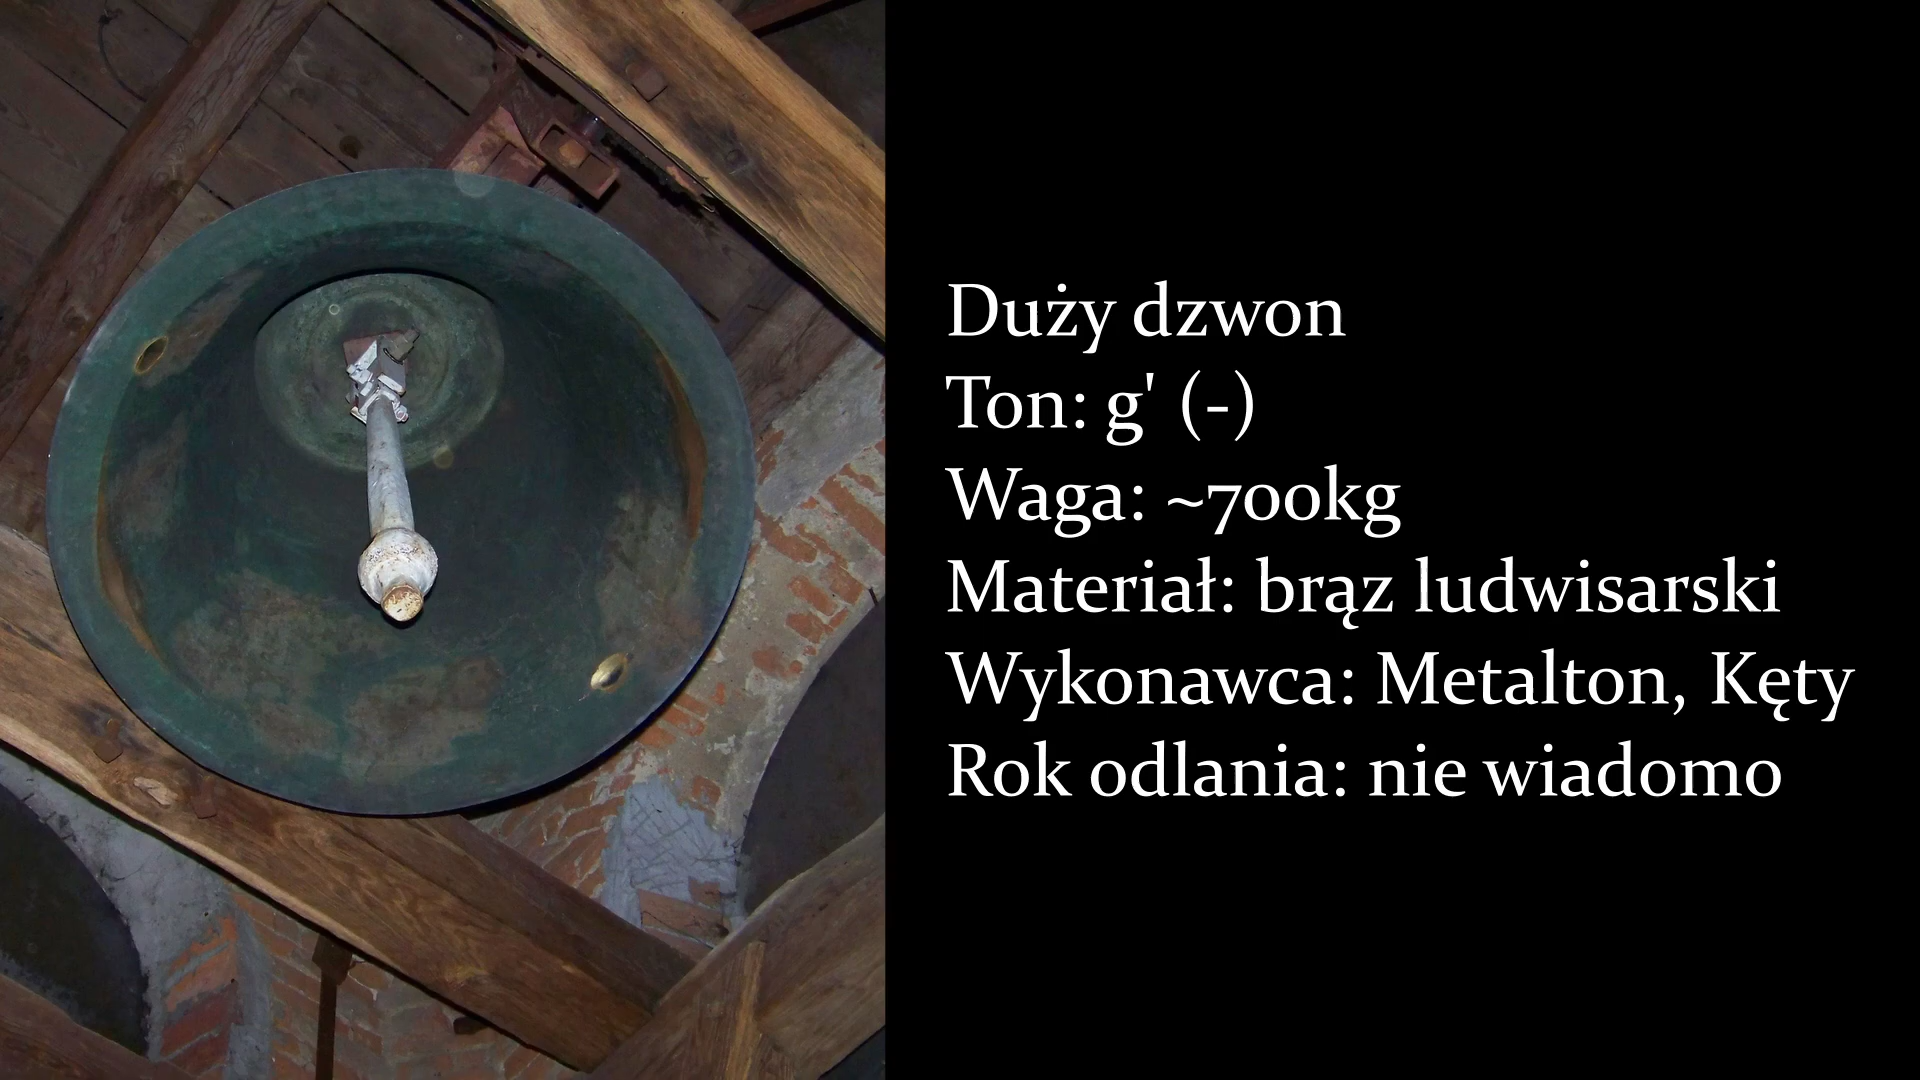 Duży dzwon
Ton: g' (-)
Waga: ~700kg
Materiał: brąz ludwisarski
Wykonawca: Metalton, Kęty
Rok odlania: nie wiadomo